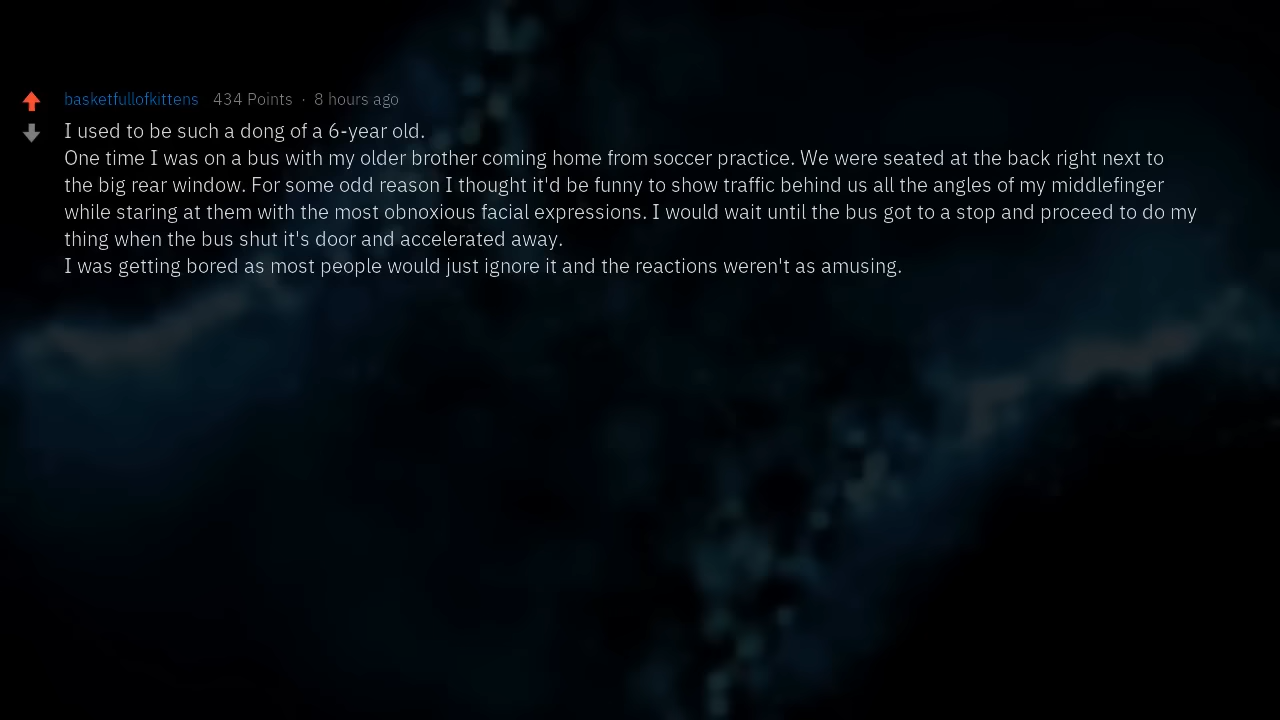 basketfullofkittens 434 Points · 8 hours ago
I used to be such a dong of a 6-year old.
One time I was on a bus with my older brother coming home from soccer practice. We were seated at the back right next to
the big rear window. For some odd reason I thought it'd be funny to show traffic behind us all the angles of my middlefinger
while staring at them with the most obnoxious facial expressions. I would wait until the bus got to a stop and proceed to do my
thing when the bus shut it's door and accelerated away.
I was getting bored as most people would just ignore it and the reactions weren't as amusing.